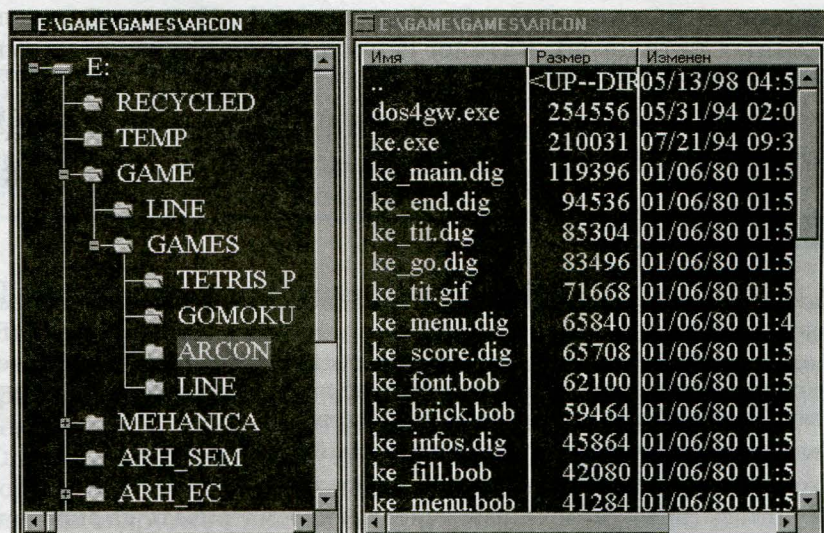 E:\GAME\GAMES\ARCON
E:
RECYCLED
TEMP
GAME
LINE
GAMES
TETRIS_P
GOMOKU
ARCON
LINE
MEHANICA
ARH_SEM
ARH_EC
E:\GAME\GAMES\ARCON
Имя Размер Изменен
.. <UP--DIR 05/13/98 04:5
dos4gw.exe 254556 05/31/94 02:0
ke.exe 210031 07/21/94 09:3
ke_main.dig 119396 01/06/80 01:5
ke_end.dig 94536 01/06/80 01:5
ke_tit.dig 85304 01/06/80 01:5
ke_go.dig 83496 01/06/80 01:5
ke_tit.gif 71668 01/06/80 01:5
ke_menu.dig 65840 01/06/80 01:4
ke_score.dig 65708 01/06/80 01:5
ke_font.bob 62100 01/06/80 01:5
ke_brick.bob 59464 01/06/80 01:5
ke_infos.dig 45864 01/06/80 01:5
ke_fill.bob 42080 01/06/80 01:5
ke_menu.bob 41284 01/06/80 01:5